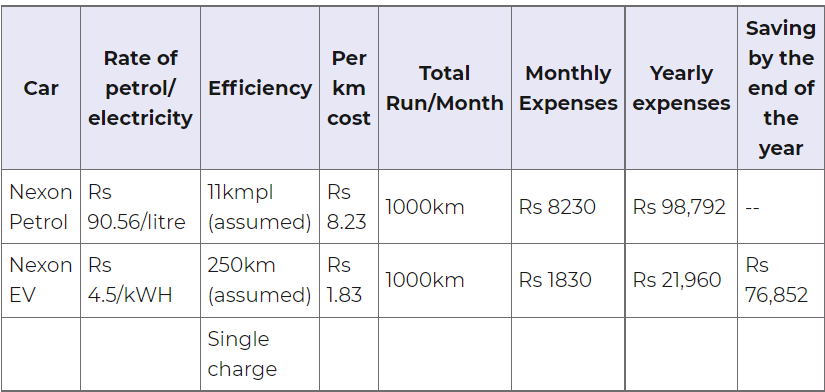 Car | Rate of petrol/ electricity | Efficiency | Per km cost | Total Run/Month | Monthly Expenses | Yearly expenses | Saving by the end of the year
Nexon Petrol | Rs 90.56/litre | 11kmpl (assumed) | Rs 8.23 | 1000km | Rs 8230 | Rs 98,792 | --
Nexon EV | Rs 4.5/kWH | 250km (assumed) | Rs 1.83 | 1000km | Rs 1830 | Rs 21,960 | Rs 76,852
Single charge